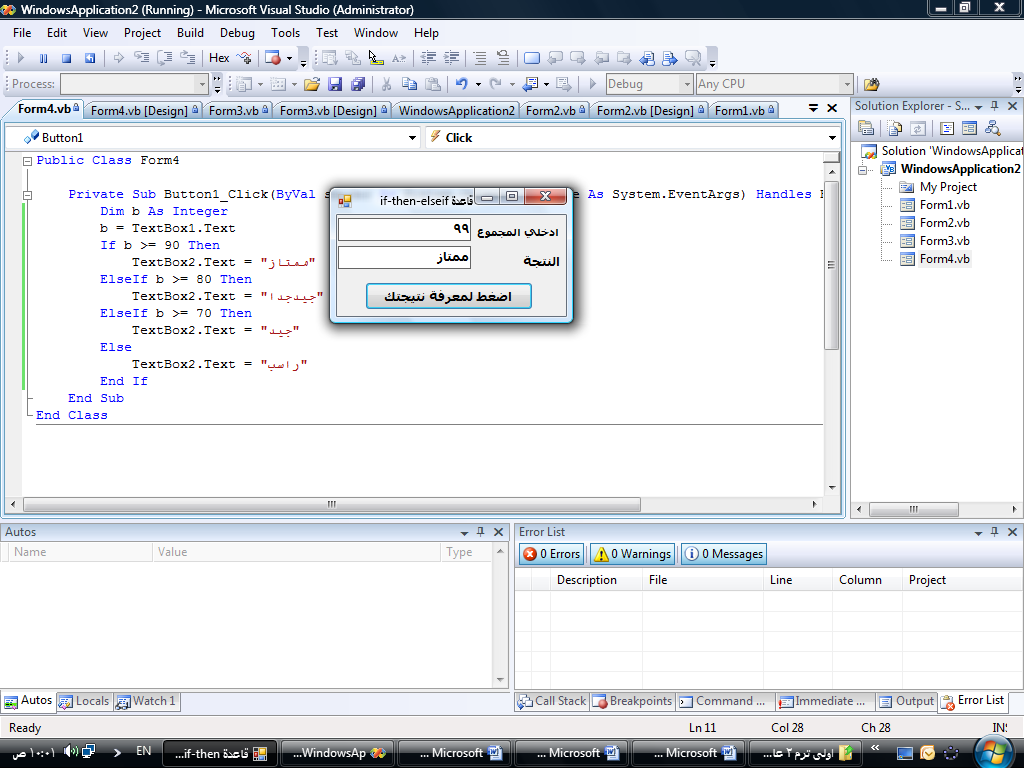 WindowsApplication2 (Running) - Microsoft Visual Studio (Administrator)
File Edit View Project Build Debug Tools Test Window Help
Hex
Process: Debug Any CPU
Form4.vb Form4.vb [Design] Form3.vb Form3.vb [Design] WindowsApplication2 Form2.vb Form2.vb [Design] Form1.vb
Button1 Click
Public Class Form4
Private Sub Button1_Click(ByVal s e As System.EventArgs) Handles
Dim b As Integer
b = TextBox1.Text
If b >= 90 Then
TextBox2.Text = "ممتاز"
ElseIf b >= 80 Then
TextBox2.Text = "جيدجدا"
ElseIf b >= 70 Then
TextBox2.Text = "جيد"
Else
TextBox2.Text = "راسب"
End If
End Sub
End Class
قاعدة if-then-elseif
ادخلي المجموع
٩٩
النتجة
ممتاز
اضغط لمعرفة نتيجتك
Solution Explorer - S...
Solution 'WindowsApplicat
WindowsApplication2
My Project
Form1.vb
Form2.vb
Form3.vb
Form4.vb
Autos
Name Value Type
Autos Locals Watch 1
Error List
0 Errors 0 Warnings 0 Messages
Description File Line Column Project
Call Stack Breakpoints Command ... Immediate ... Output Error List
Ready Ln 11 Col 28 Ch 28 INS
١٠:٠١ ص EN قاعدة if-then... WindowsAp... Microsoft ... Microsoft ... Microsoft ... اولى ترم ٢ عا...